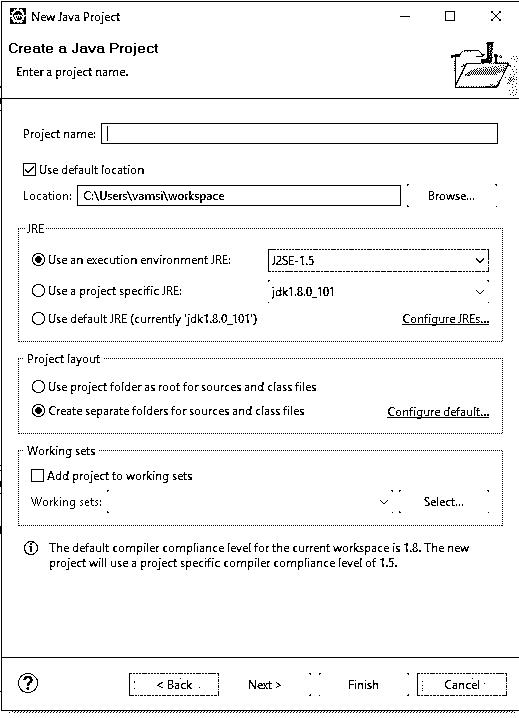 New Java Project
Create a Java Project
Enter a project name.
Project name:
Use default location
Location: C:\Users\vamsi\workspace Browse...
JRE
Use an execution environment JRE: J2SE-1.5
Use a project specific JRE: jdk1.8.0_101
Use default JRE (currently 'jdk1.8.0_101') Configure JREs...
Project layout
Use project folder as root for sources and class files
Create separate folders for sources and class files Configure default...
Working sets
Add project to working sets
Working sets: Select...
The default compiler compliance level for the current workspace is 1.8. The new
project will use a project specific compiler compliance level of 1.5.
? < Back Next > Finish Cancel